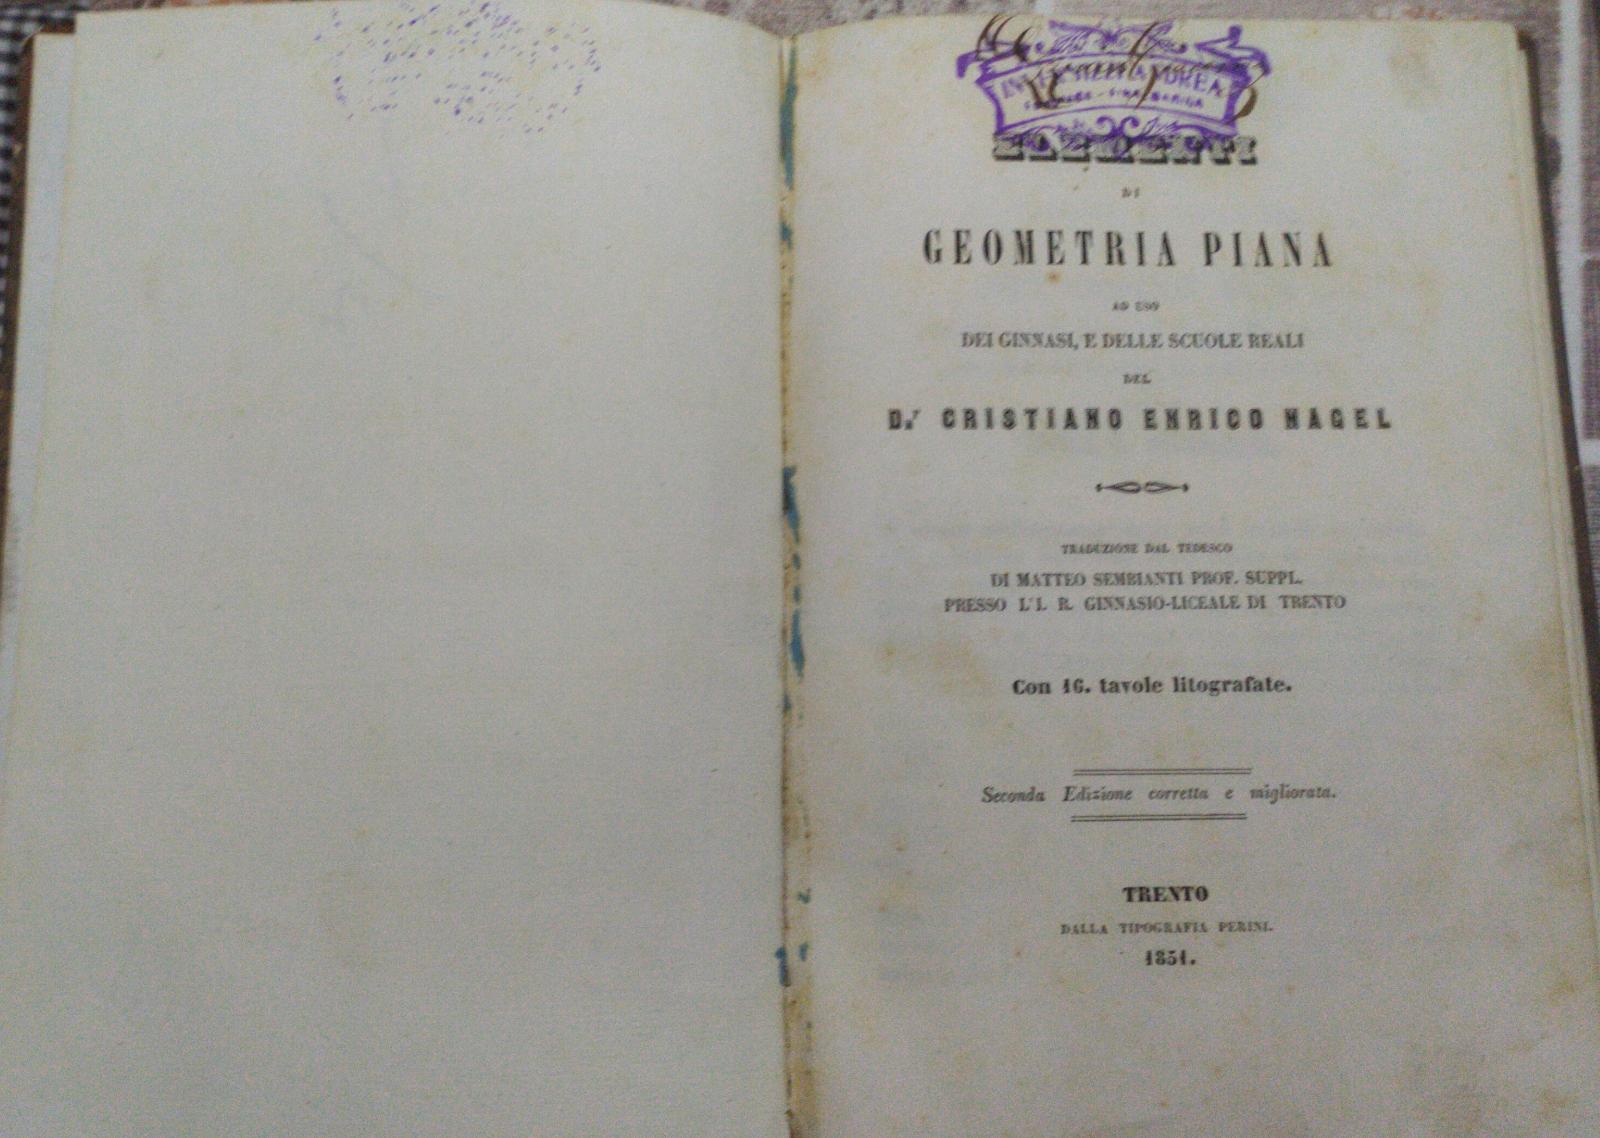 ELEMENTI
DI
GEOMETRIA PIANA
AD USO
DEI GINNASI, E DELLE SCUOLE REALI
DEL
D.r CRISTIANO ENRICO NAGEL
TRADUZIONE DAL TEDESCO
DI MATTEO SEMBIANTI PROF. SUPPL.
PRESSO L'I. R. GINNASIO-LICEALE DI TRENTO
Con 16. tavole litografate.
Seconda Edizione corretta e migliorata.
TRENTO
DALLA TIPOGRAFIA PERINI.
1851.